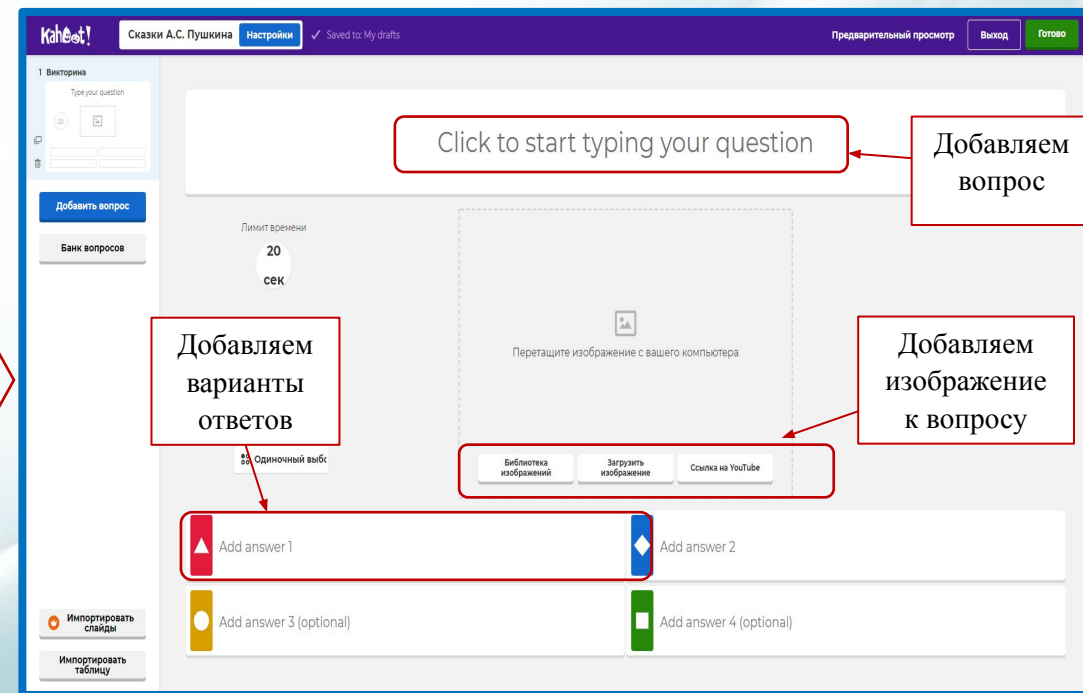 Kahoot!
Сказки А.С. Пушкина
Настройки
✓ Saved to: My drafts
Предварительный просмотр
Выход
Готово
1 Викторина
Type your question
20
Добавить вопрос
Банк вопросов
Click to start typing your question
Добавляем
вопрос
Лимит времени
20
сек
Перетащите изображение с вашего компьютера
Добавляем
варианты
ответов
Добавляем
изображение
к вопросу
Одиночный выбо
Библиотека
изображений
Загрузить
изображение
Ссылка на YouTube
Add answer 1
Add answer 2
Add answer 3 (optional)
Add answer 4 (optional)
Импортировать
слайды
Импортировать
таблицу